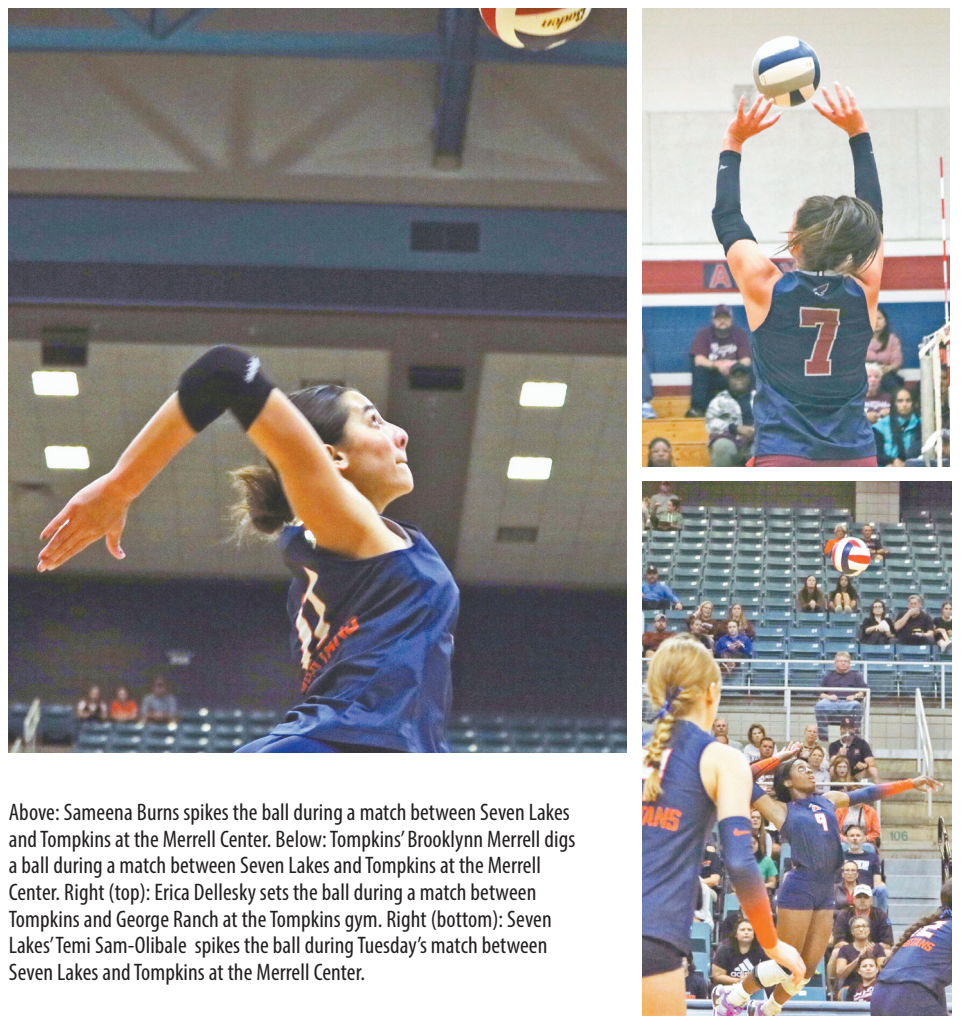 7
9
106
Above: Sameena Burns spikes the ball during a match between Seven Lakes
and Tompkins at the Merrell Center. Below: Tompkins’ Brooklynn Merrell digs
a ball during a match between Seven Lakes and Tompkins at the Merrell
Center. Right (top): Erica Dellesky sets the ball during a match between
Tompkins and George Ranch at the Tompkins gym. Right (bottom): Seven
Lakes’ Temi Sam-Olibale spikes the ball during Tuesday’s match between
Seven Lakes and Tompkins at the Merrell Center.